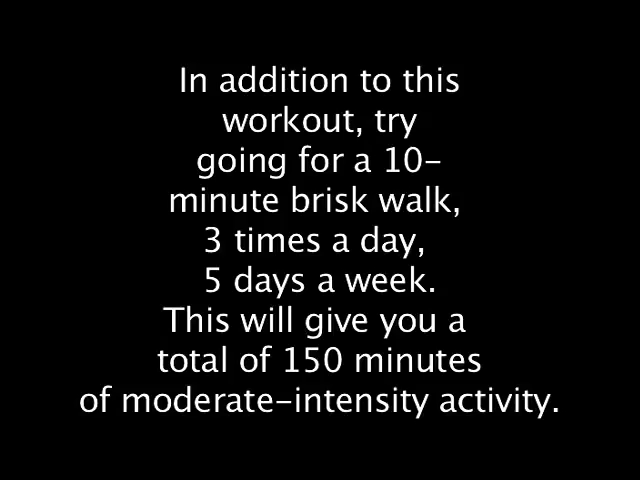 In addition to this
workout, try
going for a 10-
minute brisk walk,
3 times a day,
5 days a week.
This will give you a
total of 150 minutes
of moderate-intensity activity.